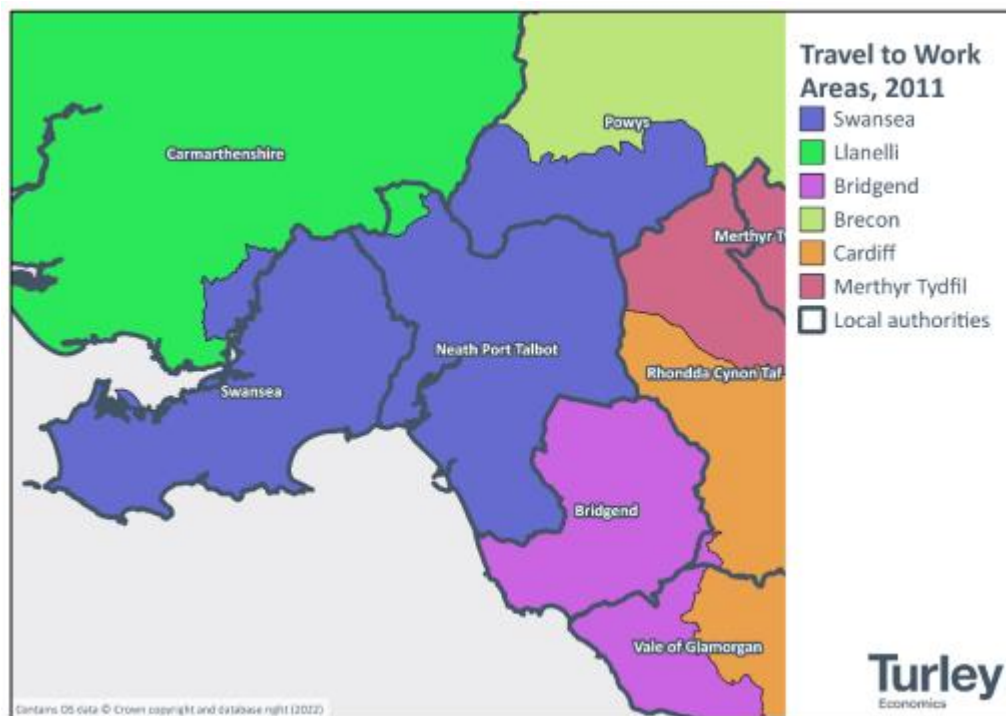 Travel to Work
Areas, 2011
Swansea
Llanelli
Bridgend
Brecon
Cardiff
Merthyr Tydfil
Local authorities
Powys
Carmarthenshire
Merthyr T
Neath Port Talbot
Rhondda Cynon Taf
Swansea
Bridgend
Vale of Glamorgan
Turley
Economics
Contains OS data © Crown copyright and database right (2022)